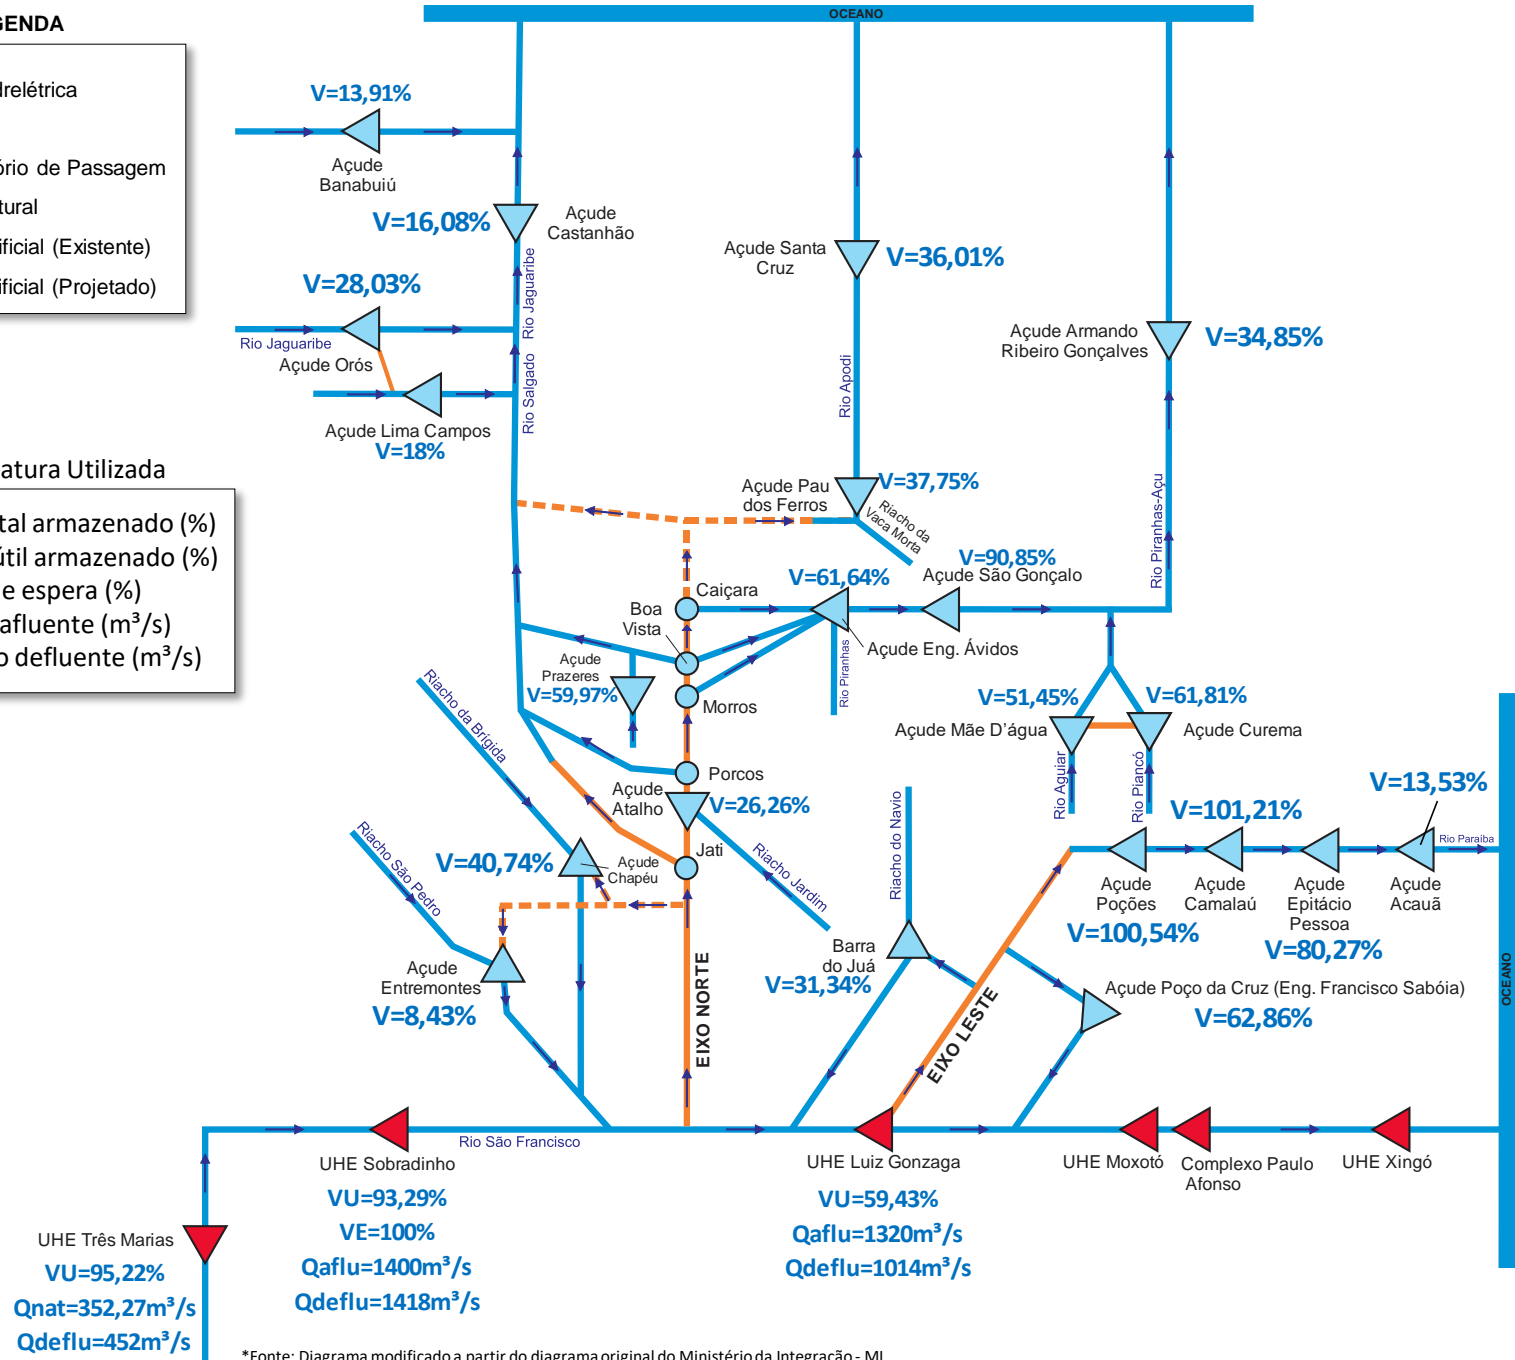 OCEANO
GENDA
drelétrica
ório de Passagem
tural
ificial (Existente)
ificial (Projetado)
V=13,91%
Açude
Banabuiú
V=16,08%
Açude
Castanhão
Rio Jaguaribe
V=28,03%
Rio Jaguaribe
Açude Orós
Rio Salgado
Açude Lima Campos
V=18%
Açude Santa
Cruz
V=36,01%
Rio Apodi
Açude Armando
Ribeiro Gonçalves
V=34,85%
Rio Piranhas-Açu
atura Utilizada
tal armazenado (%)
útil armazenado (%)
e espera (%)
afluente (m³/s)
o defluente (m³/s)
Açude Pau
dos Ferros
V=37,75%
Riacho da
Vaca Morta
V=90,85%
Açude São Gonçalo
V=61,64%
Caiçara
Boa
Vista
Açude Eng. Ávidos
Rio Piranhas
Açude
Prazeres
V=59,97%
Morros
Riacho da Brígida
V=51,45%
Açude Mãe D'água
V=61,81%
Açude Curema
Rio Aguiar
Rio Piancó
Porcos
Açude
Atalho
V=26,26%
Jati
Riacho Jardim
Riacho São Pedro
V=40,74%
Açude
Chapéu
Riacho do Navio
V=13,53%
V=101,21%
Rio Paraíba
Açude
Poções
V=100,54%
Açude
Camalaú
Açude
Epitácio
Pessoa
V=80,27%
Açude
Acauã
Barra
do Juá
V=31,34%
Açude
Entremontes
V=8,43%
EIXO NORTE
EIXO LESTE
Açude Poço da Cruz (Eng. Francisco Sabóia)
V=62,86%
OCEANO
Rio São Francisco
UHE Sobradinho
VU=93,29%
VE=100%
Qaflu=1400m³/s
Qdeflu=1418m³/s
UHE Luiz Gonzaga
VU=59,43%
Qaflu=1320m³/s
Qdeflu=1014m³/s
UHE Moxotó
Complexo Paulo
Afonso
UHE Xingó
UHE Três Marias
VU=95,22%
Qnat=352,27m³/s
Qdeflu=452m³/s
*Fonte: Diagrama modificado a partir do diagrama original do Ministério da Integração - MI